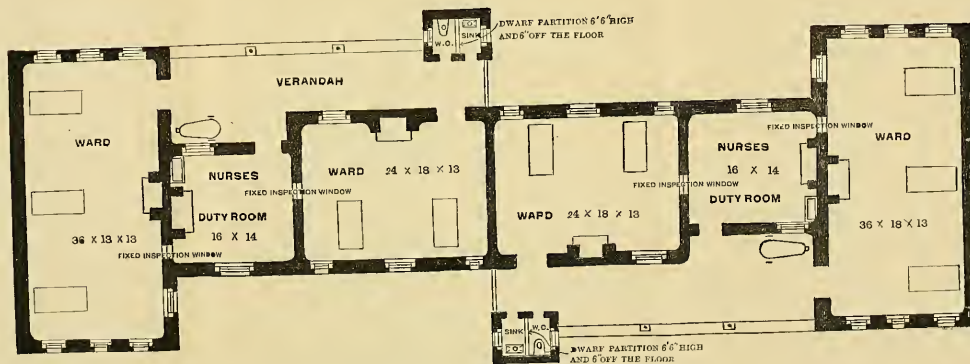 DWARF PARTITION 6'6"HIGH
AND 6"OFF THE FLOOR
W.C.
SINK
VERANDAH
WARD
36 X 13 X 13
FIXED INSPECTION WINDOW
NURSES
DUTY ROOM
16 X 14
FIXED INSPECTION WINDOW
WARD 24 X 18 X 13
WARD 24 X 18 X 13
FIXED INSPECTION WINDOW
NURSES
16 X 14
DUTY ROOM
FIXED INSPECTION WINDOW
WARD
36 X 18 X 13
SINK
W.C.
DWARF PARTITION 6'6"HIGH
AND 6"OFF THE FLOOR